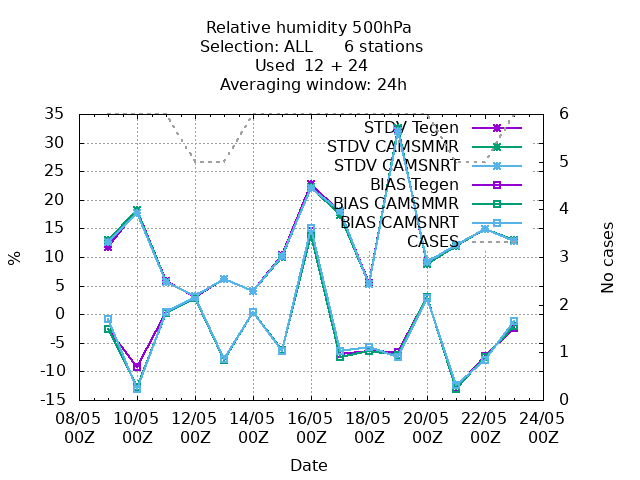 Relative humidity 500hPa
Selection: ALL      6 stations
Used  12 + 24
Averaging window: 24h
STDV Tegen
STDV CAMSMMR
STDV CAMSNRT
BIAS Tegen
BIAS CAMSMMR
BIAS CAMSNRT
CASES
35
30
25
20
15
10
5
0
-5
-10
-15
%
6
5
4
3
2
1
0
No cases
08/05 10/05 12/05 14/05 16/05 18/05 20/05 22/05 24/05
00Z 00Z 00Z 00Z 00Z 00Z 00Z 00Z 00Z
Date